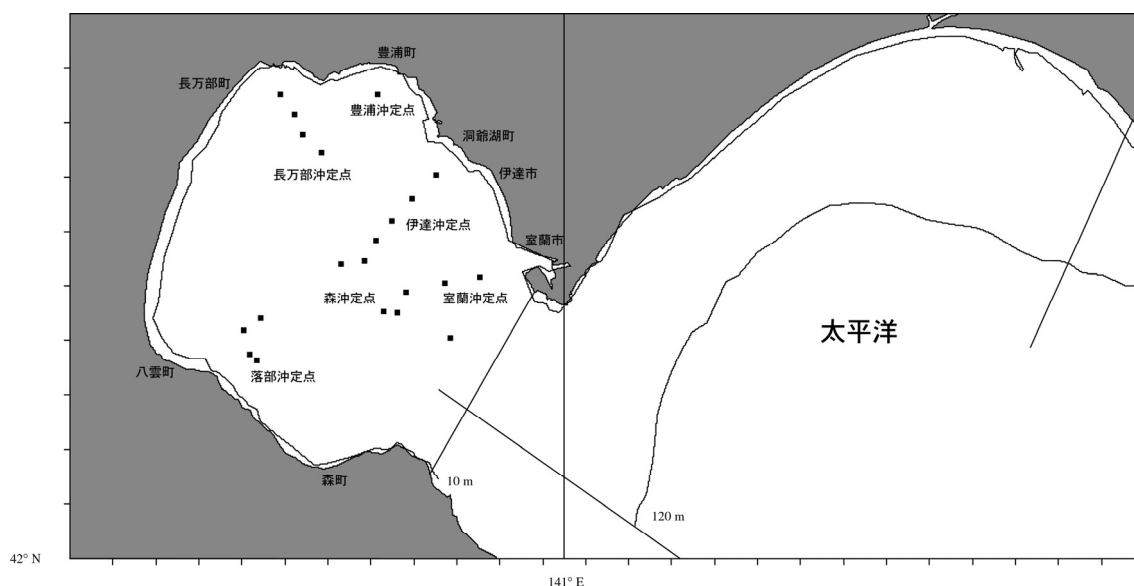 豊浦町
長万部町
豊浦沖定点
洞爺湖町
長万部沖定点
伊達市
伊達沖定点
室蘭市
森沖定点
室蘭沖定点
太平洋
八雲町
落部沖定点
森町
10 m
120 m
42° N
141° E